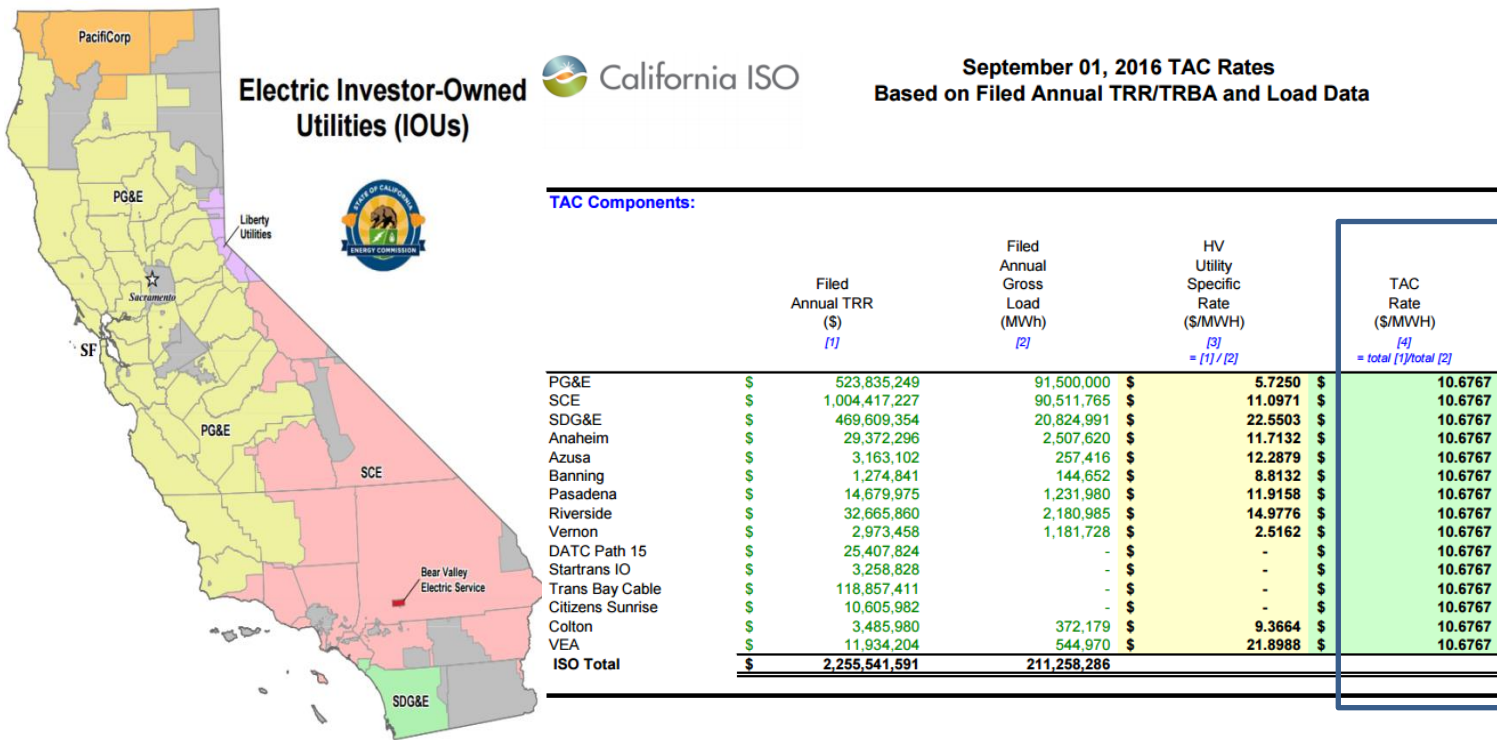 PacifiCorp
Electric Investor-Owned
Utilities (IOUs)
STATE OF CALIFORNIA
ENERGY COMMISSION
PG&E
Liberty
Utilities
Sacramento
SF
PG&E
SCE
Bear Valley
Electric Service
SDG&E
California ISO
September 01, 2016 TAC Rates
Based on Filed Annual TRR/TRBA and Load Data
TAC Components:
Filed
Annual TRR
($)
[1]
Filed
Annual
Gross
Load
(MWh)
[2]
HV
Utility
Specific
Rate
($/MWH)
[3]
= [1] / [2]
TAC
Rate
($/MWH)
[4]
= total [1]/total [2]
PG&E $ 523,835,249 91,500,000 $ 5.7250 $ 10.6767
SCE $ 1,004,417,227 90,511,765 $ 11.0971 $ 10.6767
SDG&E $ 469,609,354 20,824,991 $ 22.5503 $ 10.6767
Anaheim $ 29,372,296 2,507,620 $ 11.7132 $ 10.6767
Azusa $ 3,163,102 257,416 $ 12.2879 $ 10.6767
Banning $ 1,274,841 144,652 $ 8.8132 $ 10.6767
Pasadena $ 14,679,975 1,231,980 $ 11.9158 $ 10.6767
Riverside $ 32,665,860 2,180,985 $ 14.9776 $ 10.6767
Vernon $ 2,973,458 1,181,728 $ 2.5162 $ 10.6767
DATC Path 15 $ 25,407,824 - $ - $ 10.6767
Startrans IO $ 3,258,828 - $ - $ 10.6767
Trans Bay Cable $ 118,857,411 - $ - $ 10.6767
Citizens Sunrise $ 10,605,982 - $ - $ 10.6767
Colton $ 3,485,980 372,179 $ 9.3664 $ 10.6767
VEA $ 11,934,204 544,970 $ 21.8988 $ 10.6767
ISO Total $ 2,255,541,591 211,258,286